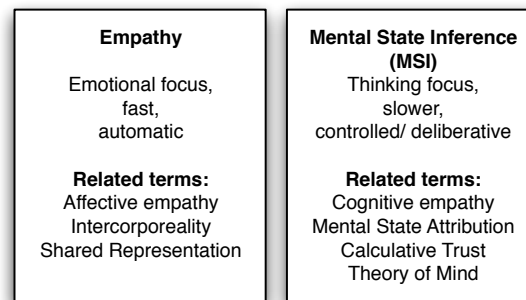 Empathy
Emotional focus,
fast,
automatic
Related terms:
Affective empathy
Intercorporeality
Shared Representation
Mental State Inference
(MSI)
Thinking focus,
slower,
controlled/ deliberative
Related terms:
Cognitive empathy
Mental State Attribution
Calculative Trust
Theory of Mind